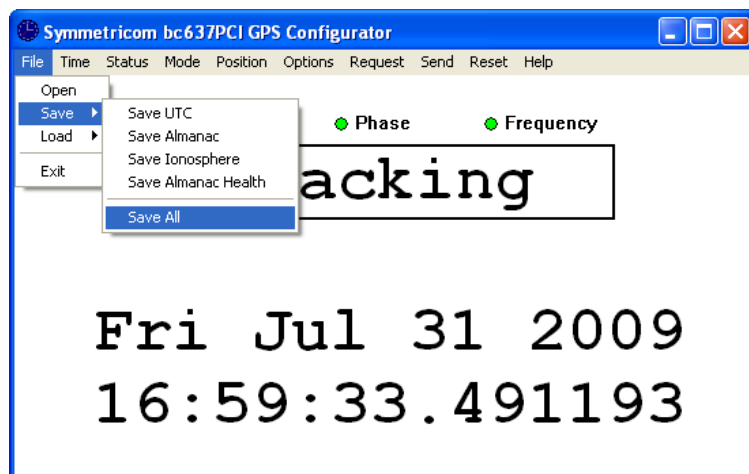 Symmetricom bc637PCI GPS Configurator
File Time Status Mode Position Options Request Send Reset Help
Open
Save
Load
Exit
Save UTC
Save Almanac
Save Ionosphere
Save Almanac Health
Save All
Phase Frequency
acking
Fri Jul 31 2009
16:59:33.491193